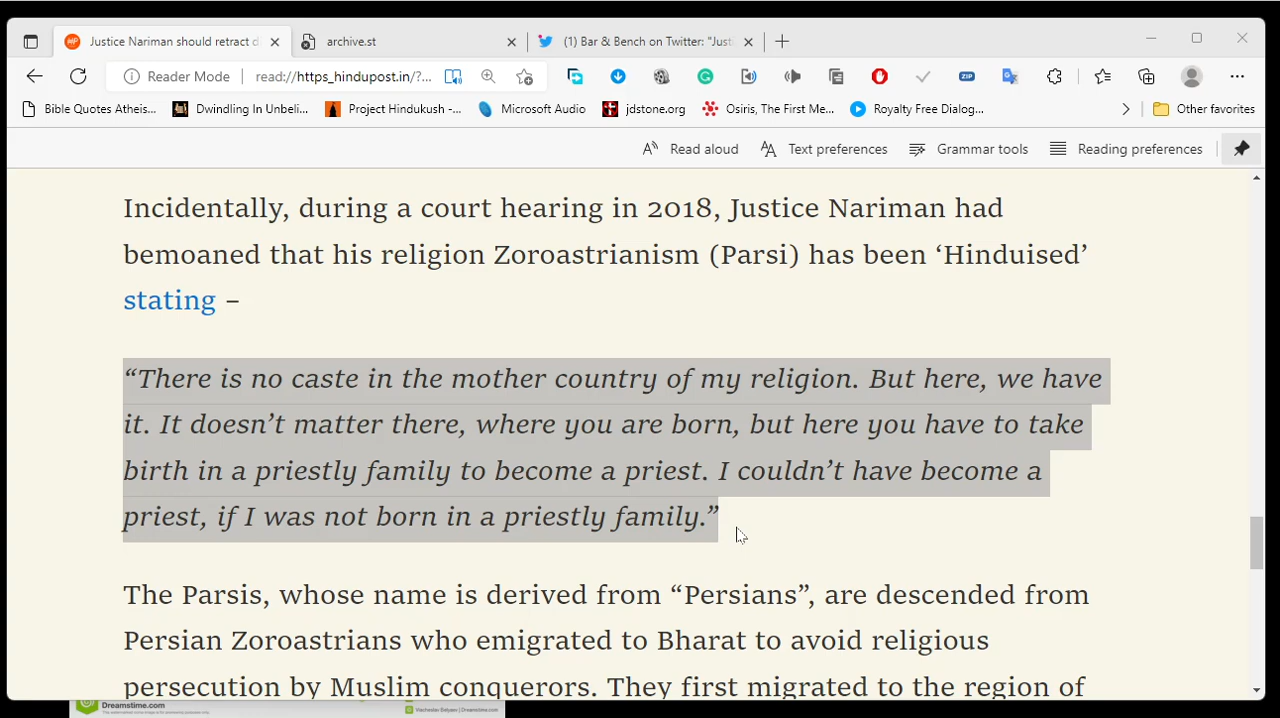 Justice Nariman should retract d
archive.st
(1) Bar & Bench on Twitter: "Just
Reader Mode
read://https_hindupost.in/?...
ZIP
Bible Quotes Atheis...
Dwindling In Unbeli...
Project Hindukush -...
Microsoft Audio
jdstone.org
Osiris, The First Me...
Royalty Free Dialog...
Other favorites
Read aloud
Text preferences
Grammar tools
Reading preferences
Incidentally, during a court hearing in 2018, Justice Nariman had
bemoaned that his religion Zoroastrianism (Parsi) has been ‘Hinduised’
stating –
“There is no caste in the mother country of my religion. But here, we have
it. It doesn’t matter there, where you are born, but here you have to take
birth in a priestly family to become a priest. I couldn’t have become a
priest, if I was not born in a priestly family.”
The Parsis, whose name is derived from “Persians”, are descended from
Persian Zoroastrians who emigrated to Bharat to avoid religious
persecution by Muslim conquerors. They first migrated to the region of
Dreamstime.com